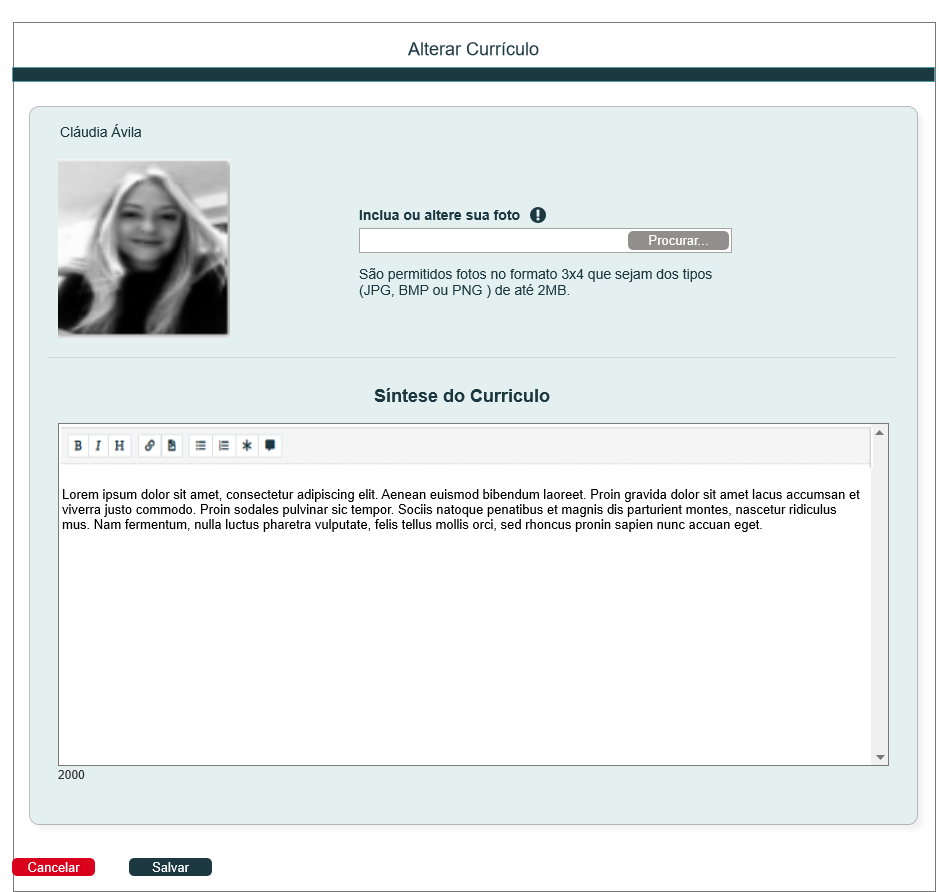 Alterar Currículo
Cláudia Ávila
Inclua ou altere sua foto !
Procurar...
São permitidos fotos no formato 3x4 que sejam dos tipos
(JPG, BMP ou PNG ) de até 2MB.
Síntese do Curriculo
B I H
Lorem ipsum dolor sit amet, consectetur adipiscing elit. Aenean euismod bibendum laoreet. Proin gravida dolor sit amet lacus accumsan et
viverra justo commodo. Proin sodales pulvinar sic tempor. Sociis natoque penatibus et magnis dis parturient montes, nascetur ridiculus
mus. Nam fermentum, nulla luctus pharetra vulputate, felis tellus mollis orci, sed rhoncus pronin sapien nunc accuan eget.
2000
Cancelar Salvar